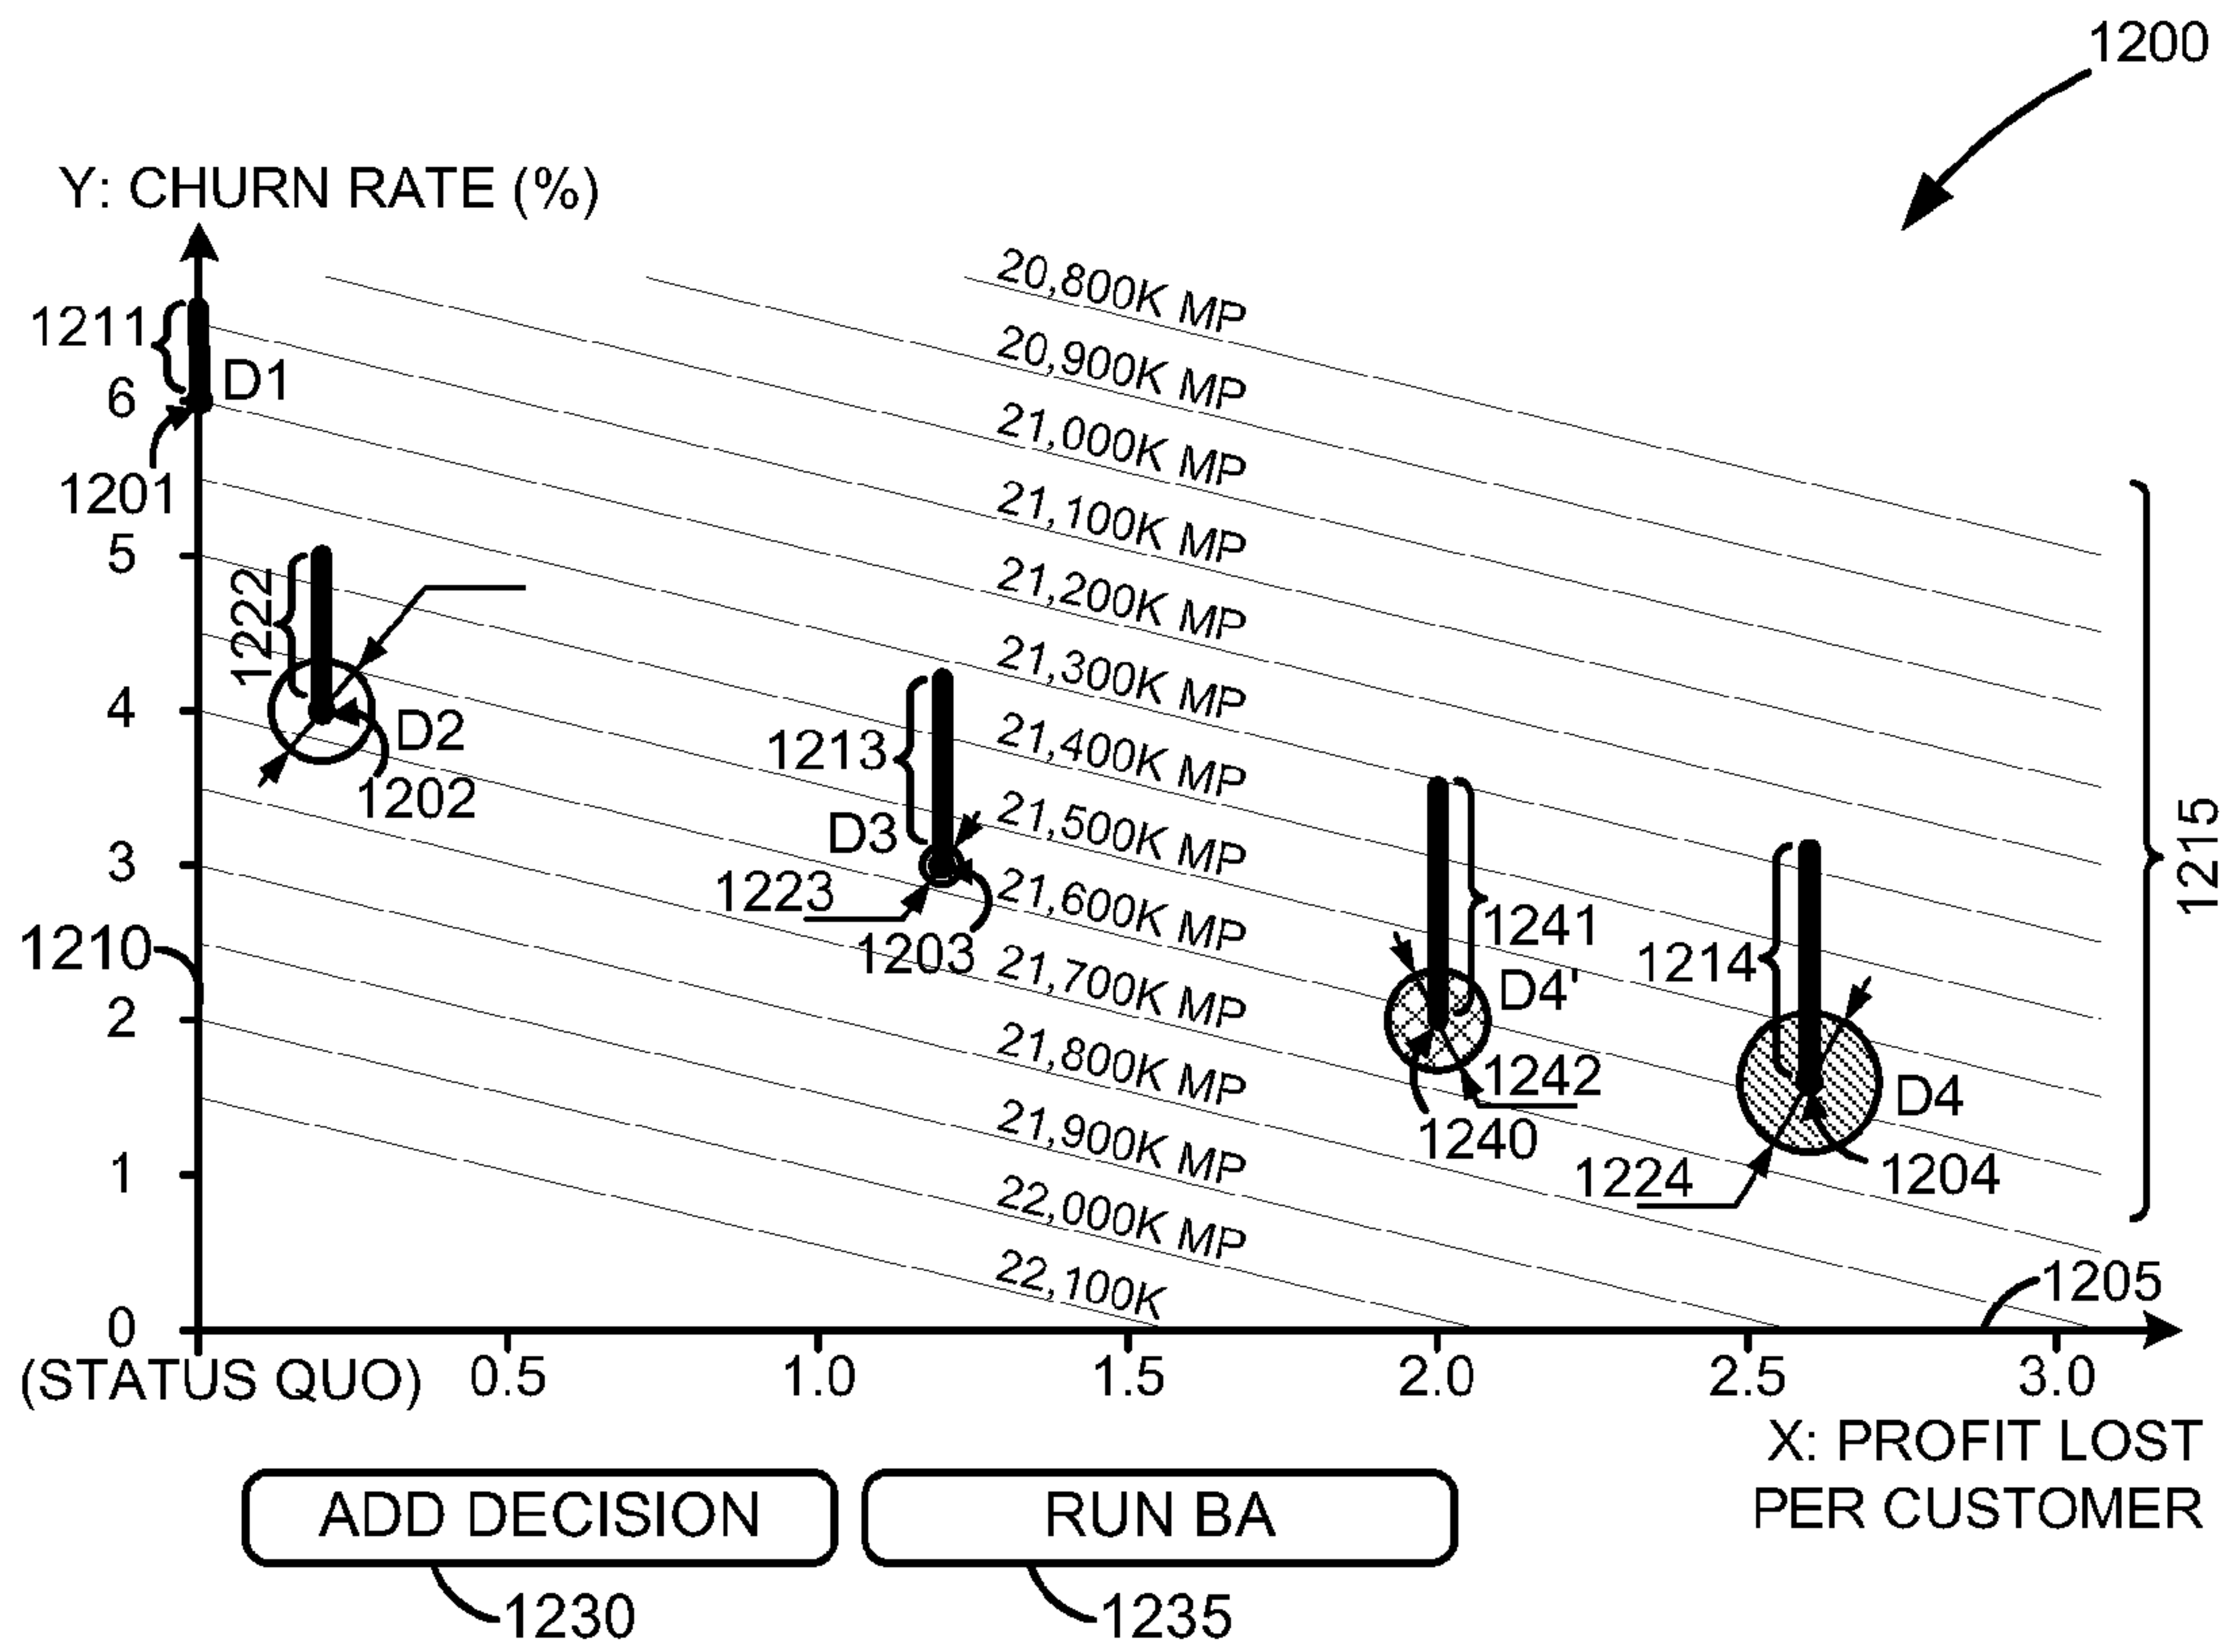 1200
Y: CHURN RATE (%)
20,800K MP
20,900K MP
21,000K MP
21,100K MP
21,200K MP
21,300K MP
21,400K MP
21,500K MP
21,600K MP
21,700K MP
21,800K MP
21,900K MP
22,000K MP
22,100K
1211
D1
6
1201
5
1222
4
D2
1202
1213
D3
3
1223
1203
1210
2
1241
D4'
1242
1240
1214
D4
1224
1204
1215
1
1205
0
(STATUS QUO)
0.5
1.0
1.5
2.0
2.5
3.0
X: PROFIT LOST
PER CUSTOMER
ADD DECISION
RUN BA
1230
1235